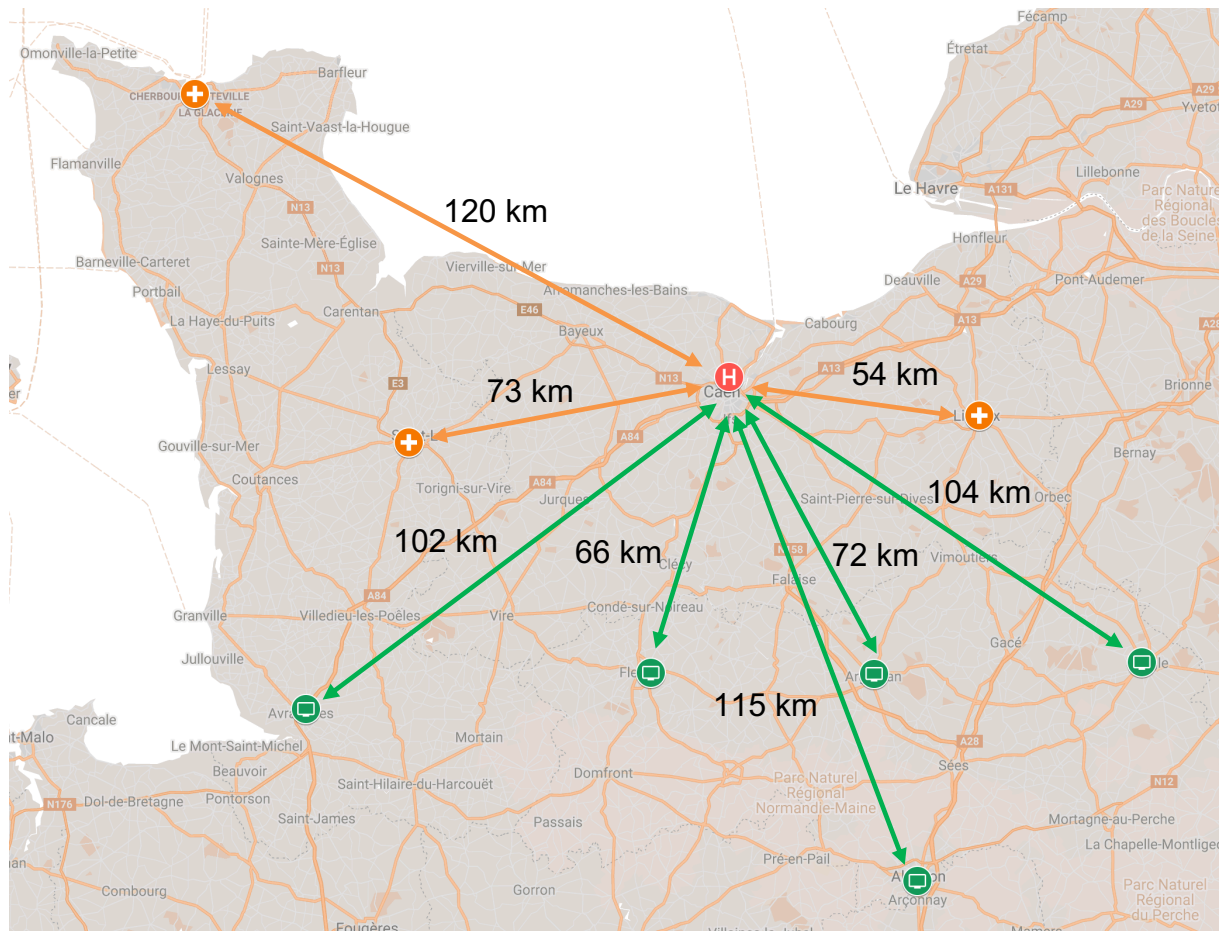 Fécamp
Omonville-la-Petite
Étretat
Barfleur
A29
CHERBOU
TEVILLE
A29
A29
Yvetot
LA GLACERIE
Saint-Vaast-la-Hougue
Flamanville
Lillebonne
Valognes
Le Havre
A131
Parc Naturel
Régional
des Boucles
de la Seine
N13
120 km
Sainte-Mère-Église
Honfleur
Barneville-Carteret
N13
Vierville-sur-Mer
Deauville
A29
Pont-Audemer
Portbail
Arromanches-les-Bains
Carentan
E46
La Haye-du-Puits
Bayeux
Cabourg
A13
A28
Lessay
E3
73 km
N13
H
Caen
A13
54 km
Brionne
Gouville-sur-Mer
A84
Bernay
Coutances
A84
Torigni-sur-Vire
Jurques
Saint-Pierre-sur-Dives
104 km
Orbec
102 km
66 km
72 km
Clécy
N158
Vimoutiers
Falaise
A84
Granville
Villedieu-les-Poêles
Vire
Condé-sur-Noireau
Gacé
Jullouville
115 km
Cancale
Mortain
A28
Le Mont-Saint-Michel
Sées
Beauvoir
Saint-Hilaire-du-Harcouët
Domfront
Parc Naturel
Régional
Normandie-Maine
N12
N176
Dol-de-Bretagne
Pontorson
Saint-James
Passais
Mortagne-au-Perche
La Chapelle-Montligeo
Pré-en-Pail
Combourg
Gorron
Arçonnay
Parc Naturel
Régional
du Perche
Fougères
Mamers